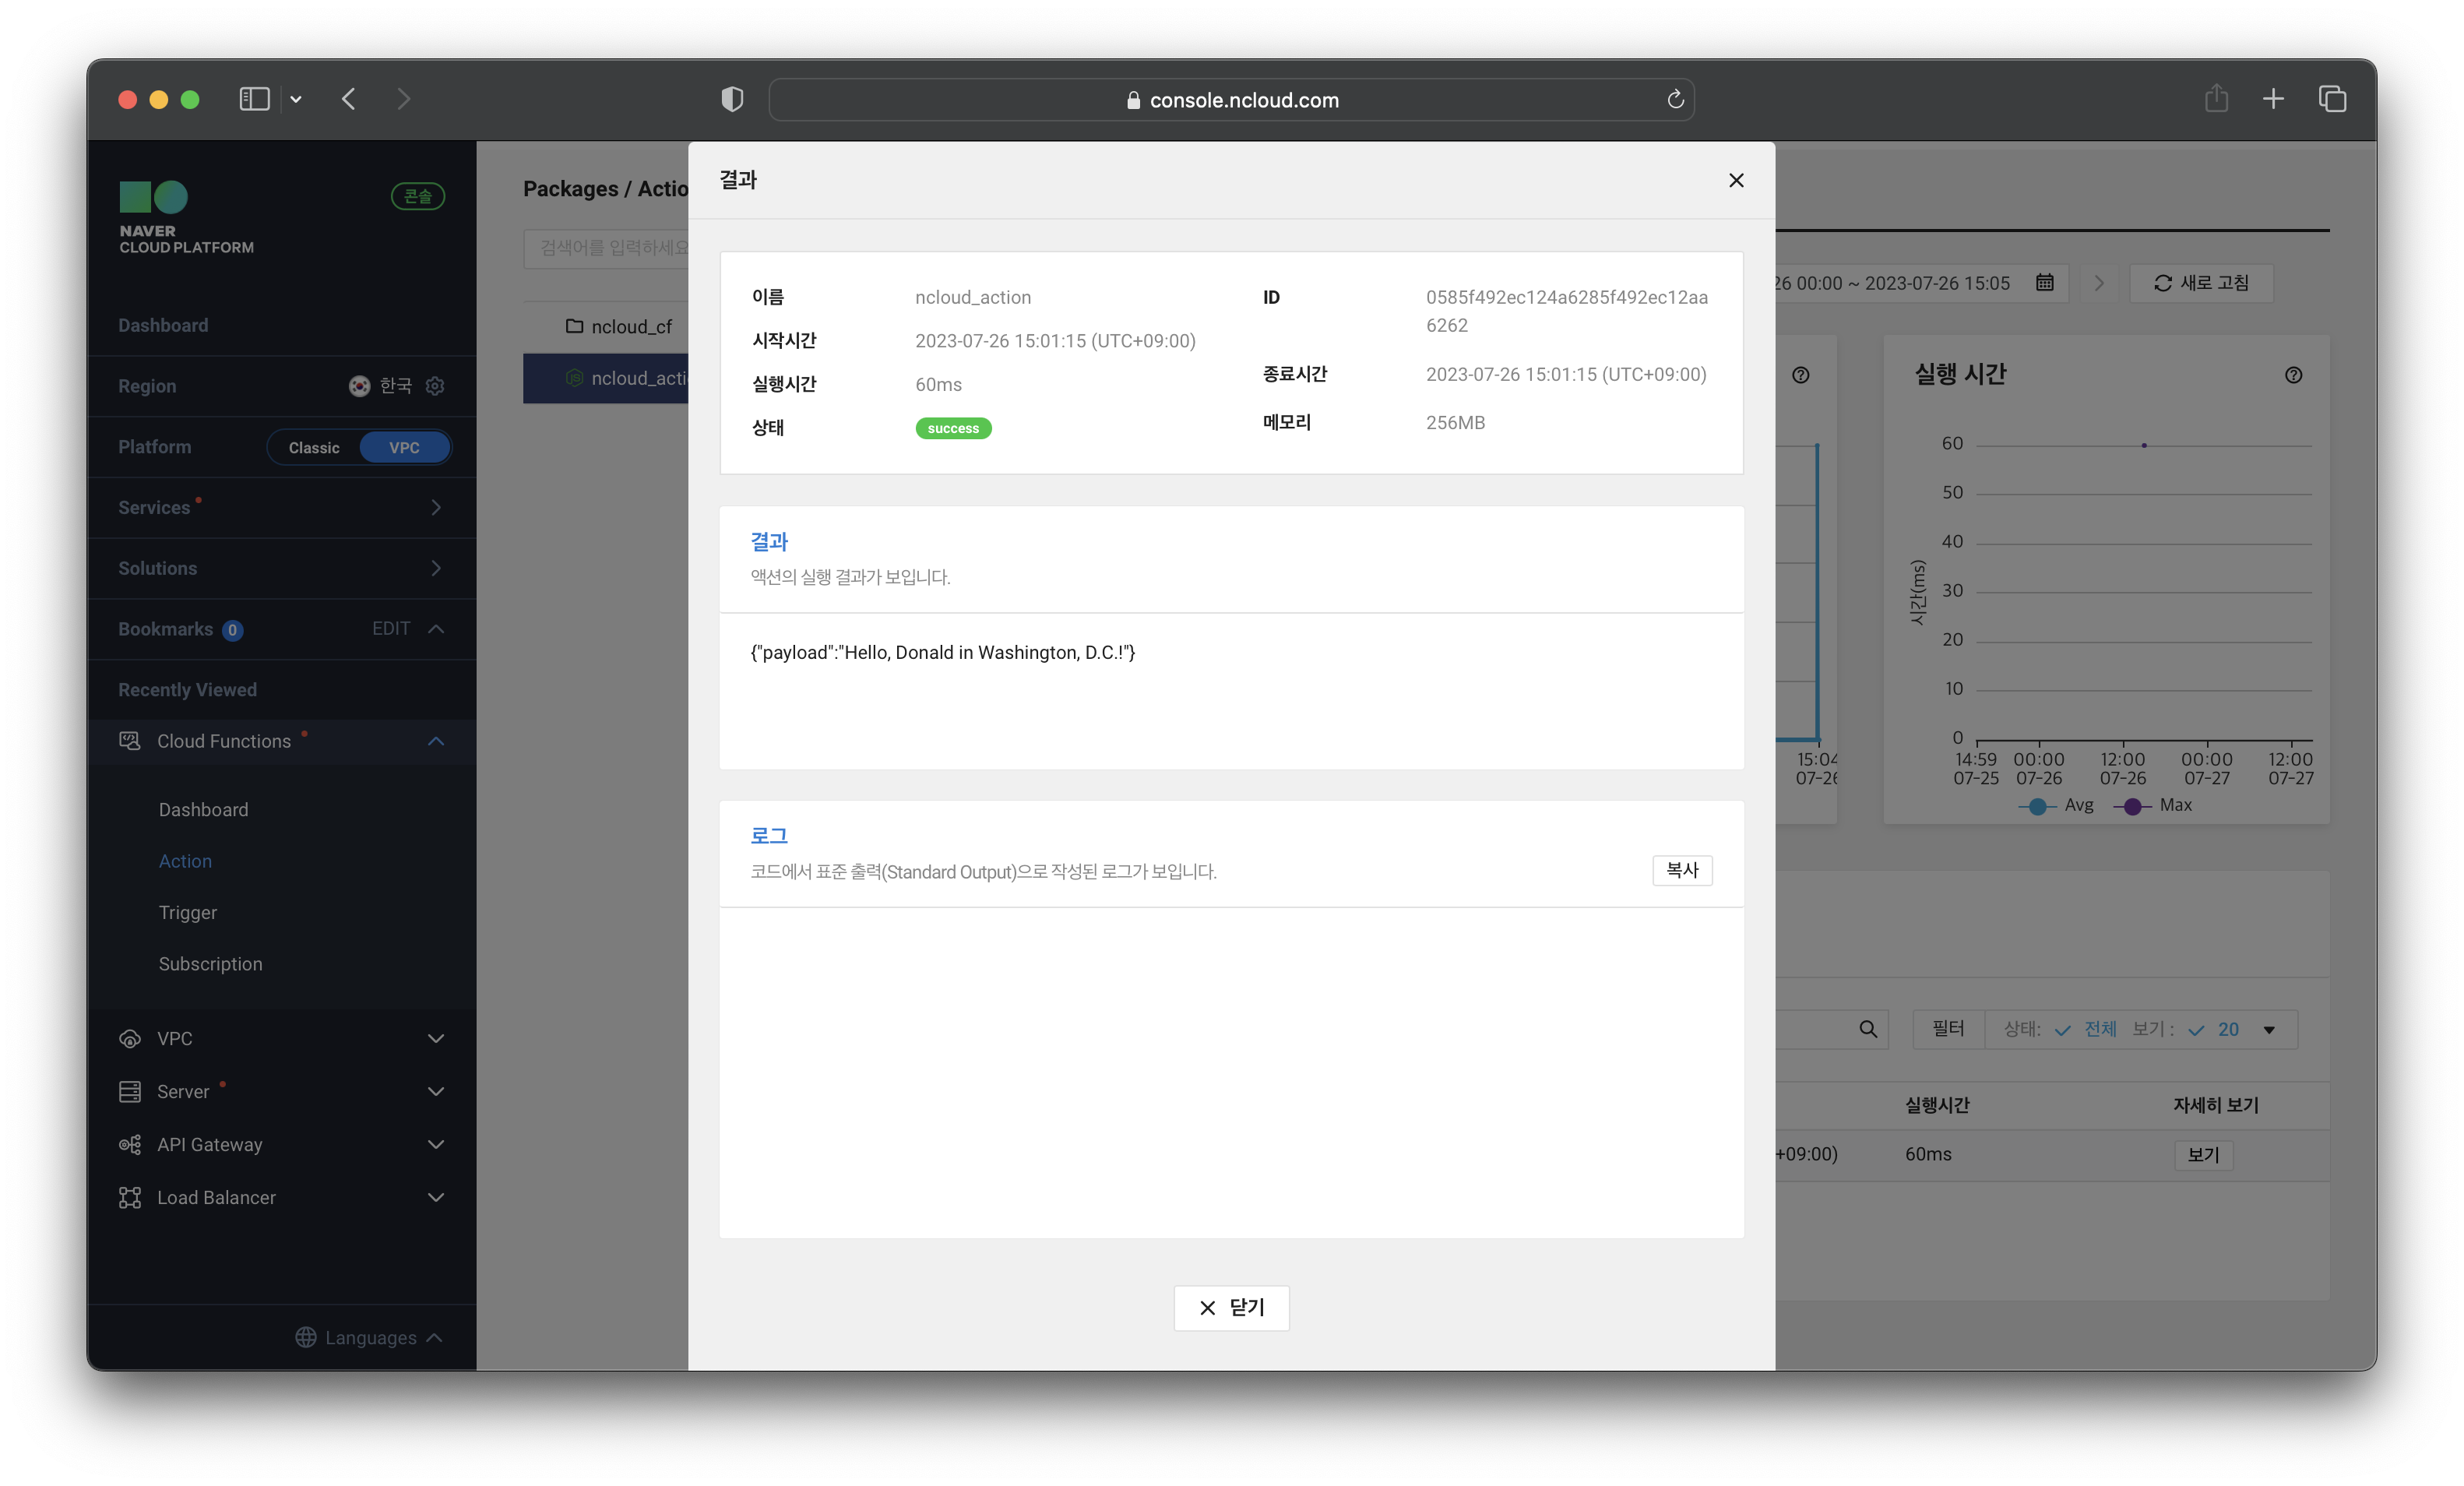 console.ncloud.com
NAVER
CLOUD PLATFORM
콘솔
Dashboard
Region
한국
Platform
Classic
VPC
Services
Solutions
Bookmarks 0
EDIT
Recently Viewed
Cloud Functions
Dashboard
Action
Trigger
Subscription
VPC
Server
API Gateway
Load Balancer
Languages
Packages / Actio
검색어를 입력하세요
ncloud_cf
ncloud_acti
결과
이름 ncloud_action
시작시간 2023-07-26 15:01:15 (UTC+09:00)
실행시간 60ms
상태 success
ID 0585f492ec124a6285f492ec12aa
6262
종료시간 2023-07-26 15:01:15 (UTC+09:00)
메모리 256MB
결과
액션의 실행 결과가 보입니다.
{"payload":"Hello, Donald in Washington, D.C.!"}
로그
코드에서 표준 출력(Standard Output)으로 작성된 로그가 보입니다.
복사
닫기
26 00:00 ~ 2023-07-26 15:05
새로 고침
15:04
07-26
실행 시간
시간(ms)
60
50
40
30
20
10
0
14:59 00:00 12:00 00:00 12:00
07-25 07-26 07-26 07-27 07-27
Avg Max
필터 상태: 전체 보기 : 20
실행시간 자세히 보기
+09:00) 60ms 보기